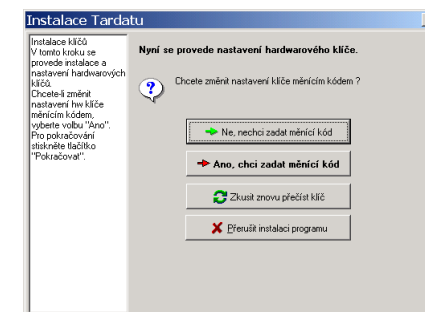 Instalace Tardatu
Instalace klíčů
V tomto kroku se
provede instalace a
nastavení hardwarových
klíčů.
Chcete-li změnit
nastavení hw klíče
měnícím kódem,
vyberte volbu "Ano".
Pro pokračování
stiskněte tlačítko
"Pokračovat".
Nyní se provede nastavení hardwarového klíče.
Chcete změnit nastavení klíče měnícím kódem ?
Ne, nechci zadat měnící kód
Ano, chci zadat měnící kód
Zkusit znovu přečíst klíč
Přerušit instalaci programu